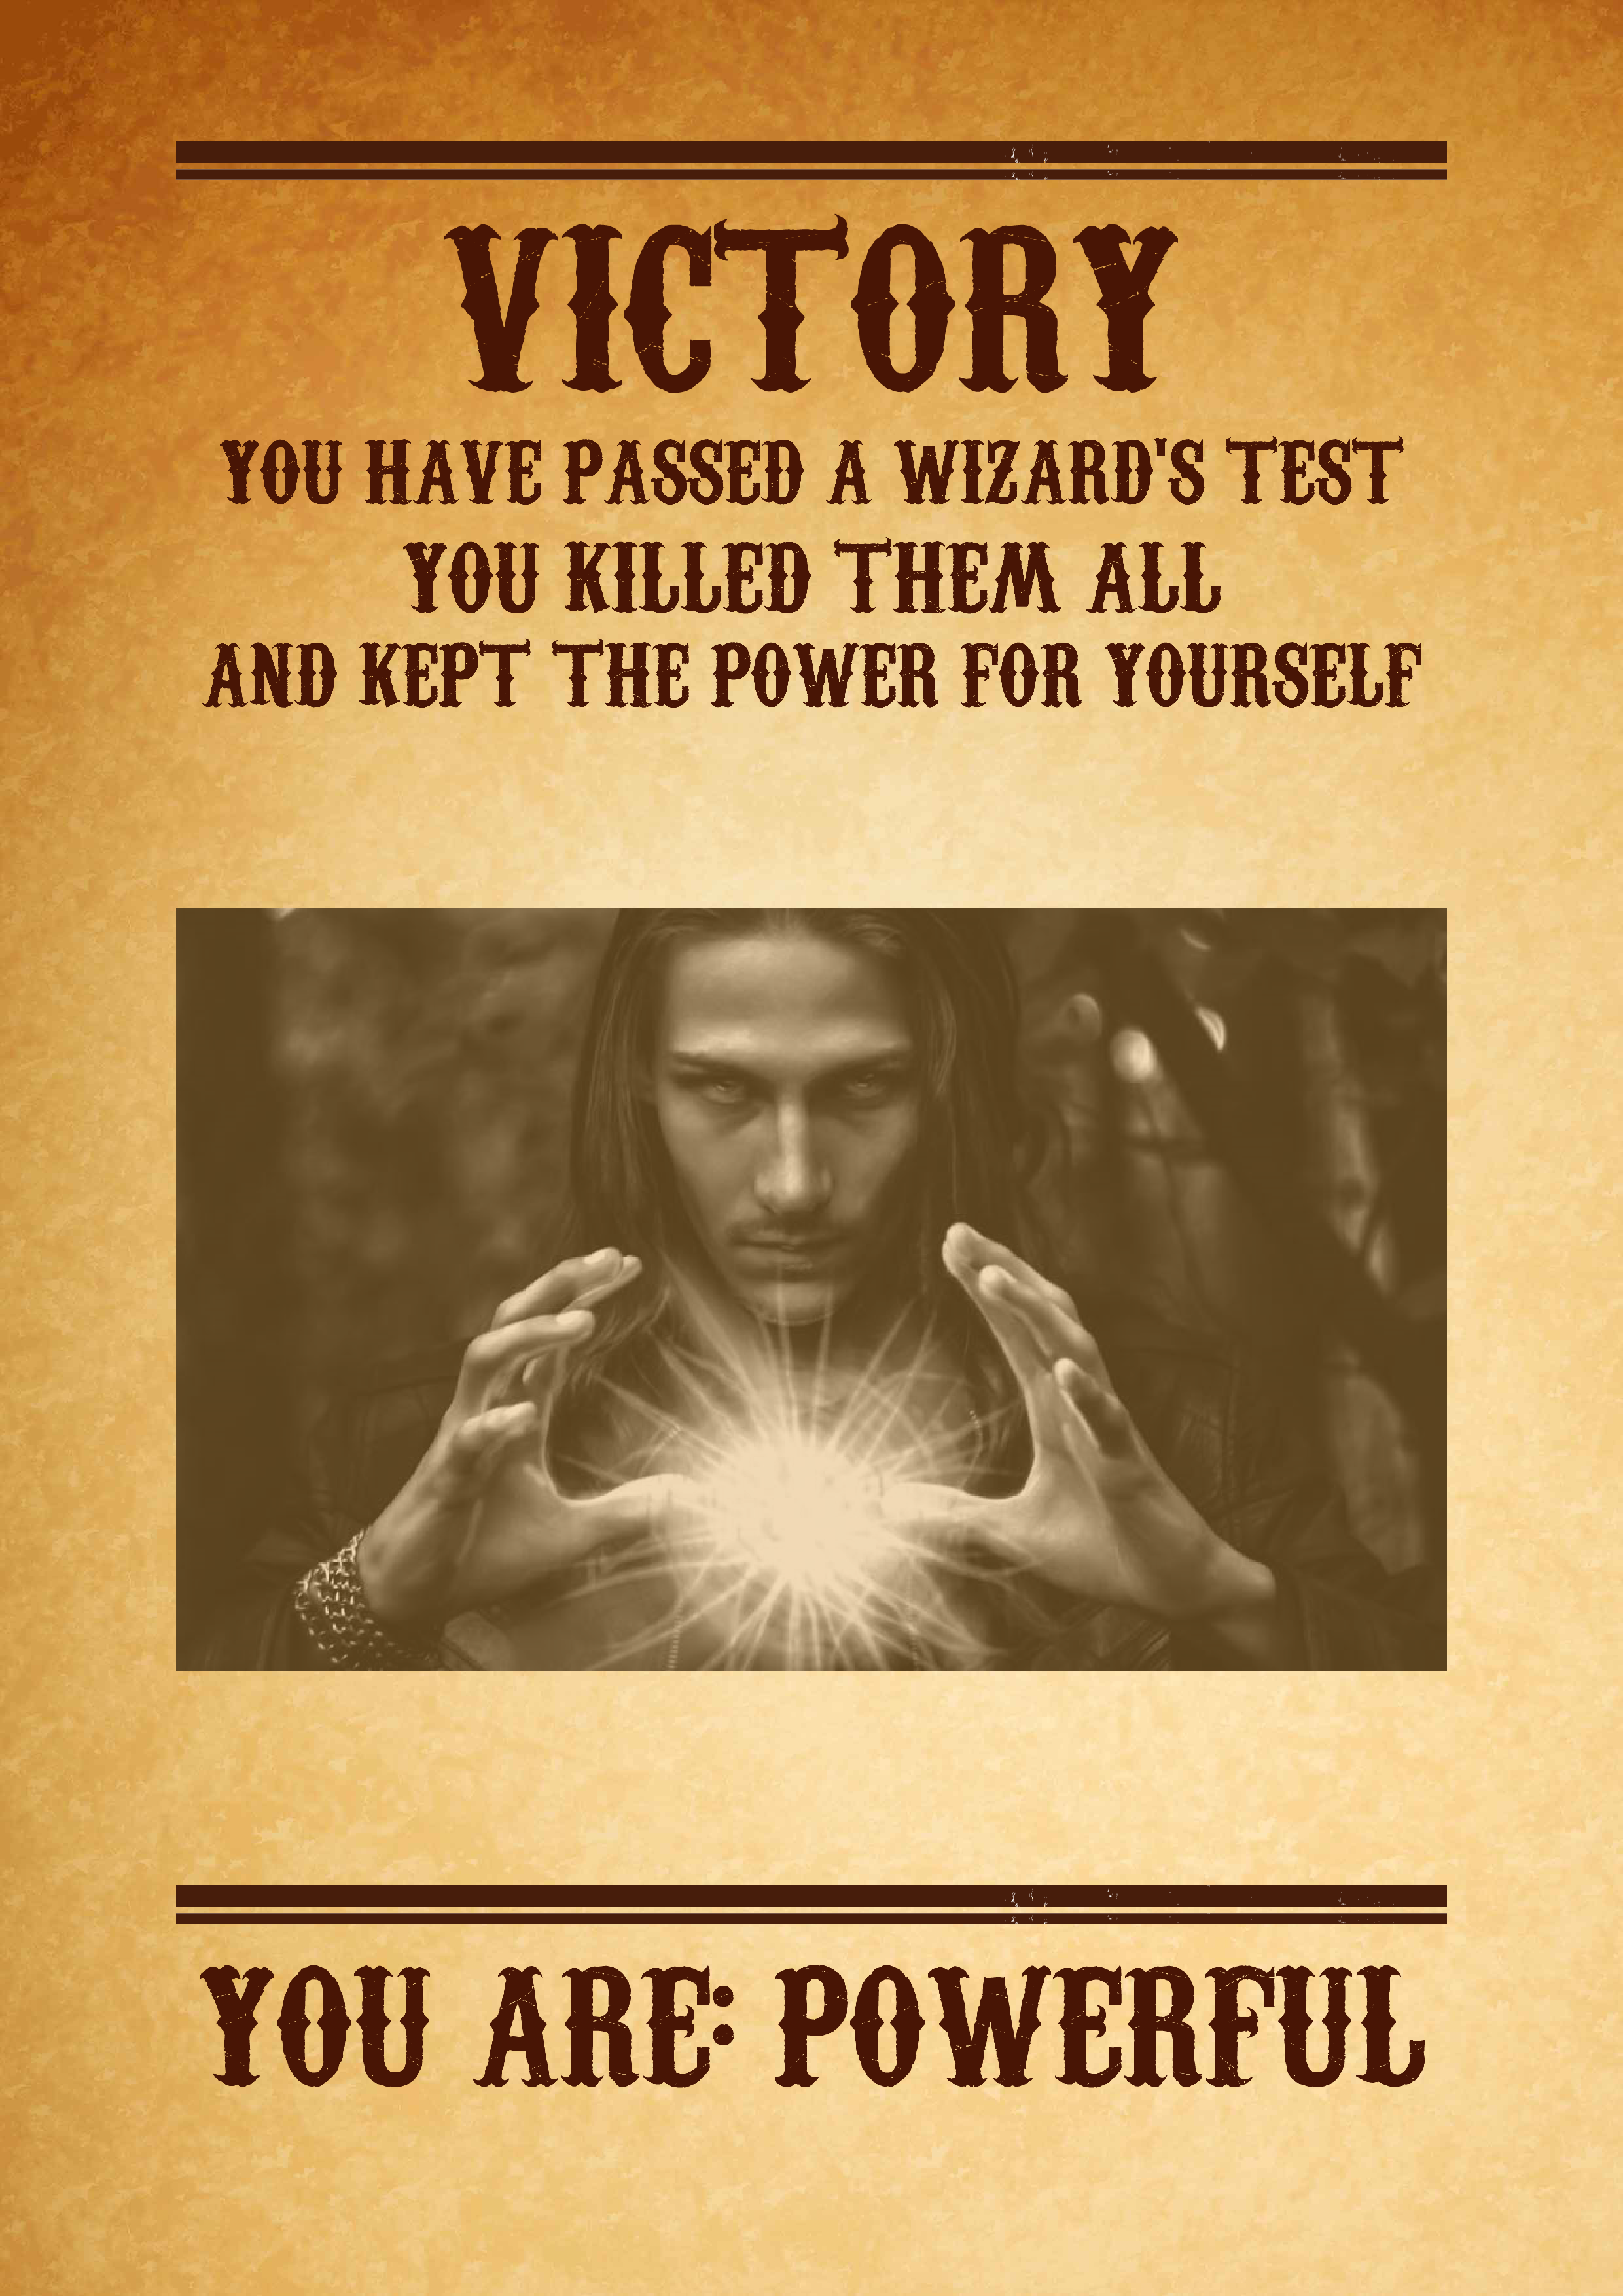 VICTORY
YOU HAVE PASSED A WIZARD'S TEST
YOU KILLED THEM ALL
AND KEPT THE POWER FOR YOURSELF
YOU ARE: POWERFUL